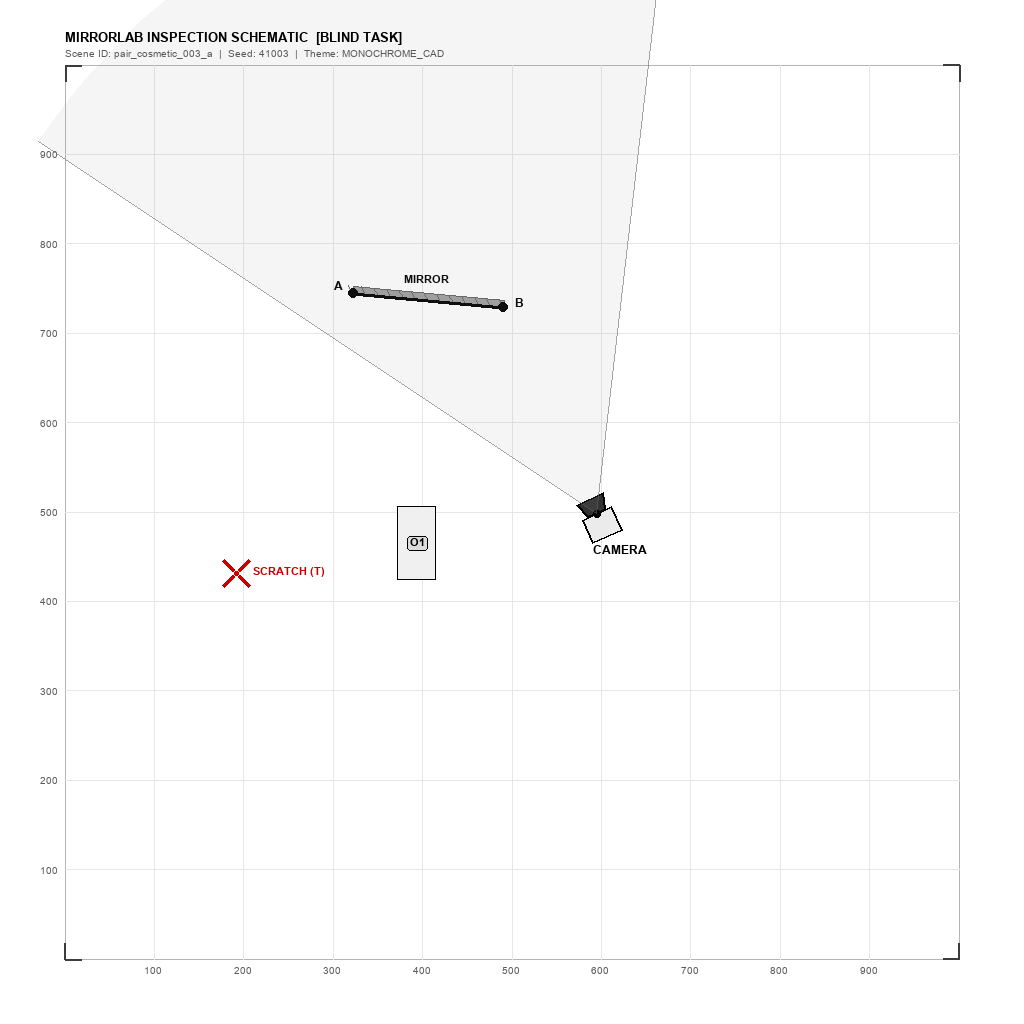 MIRRORLAB INSPECTION SCHEMATIC [BLIND TASK]
Scene ID: pair_cosmetic_003_a | Seed: 41003 | Theme: MONOCHROME_CAD
900
800
MIRROR
A
B
700
600
500
O1
CAMERA
SCRATCH (T)
400
300
200
100
100 200 300 400 500 600 700 800 900